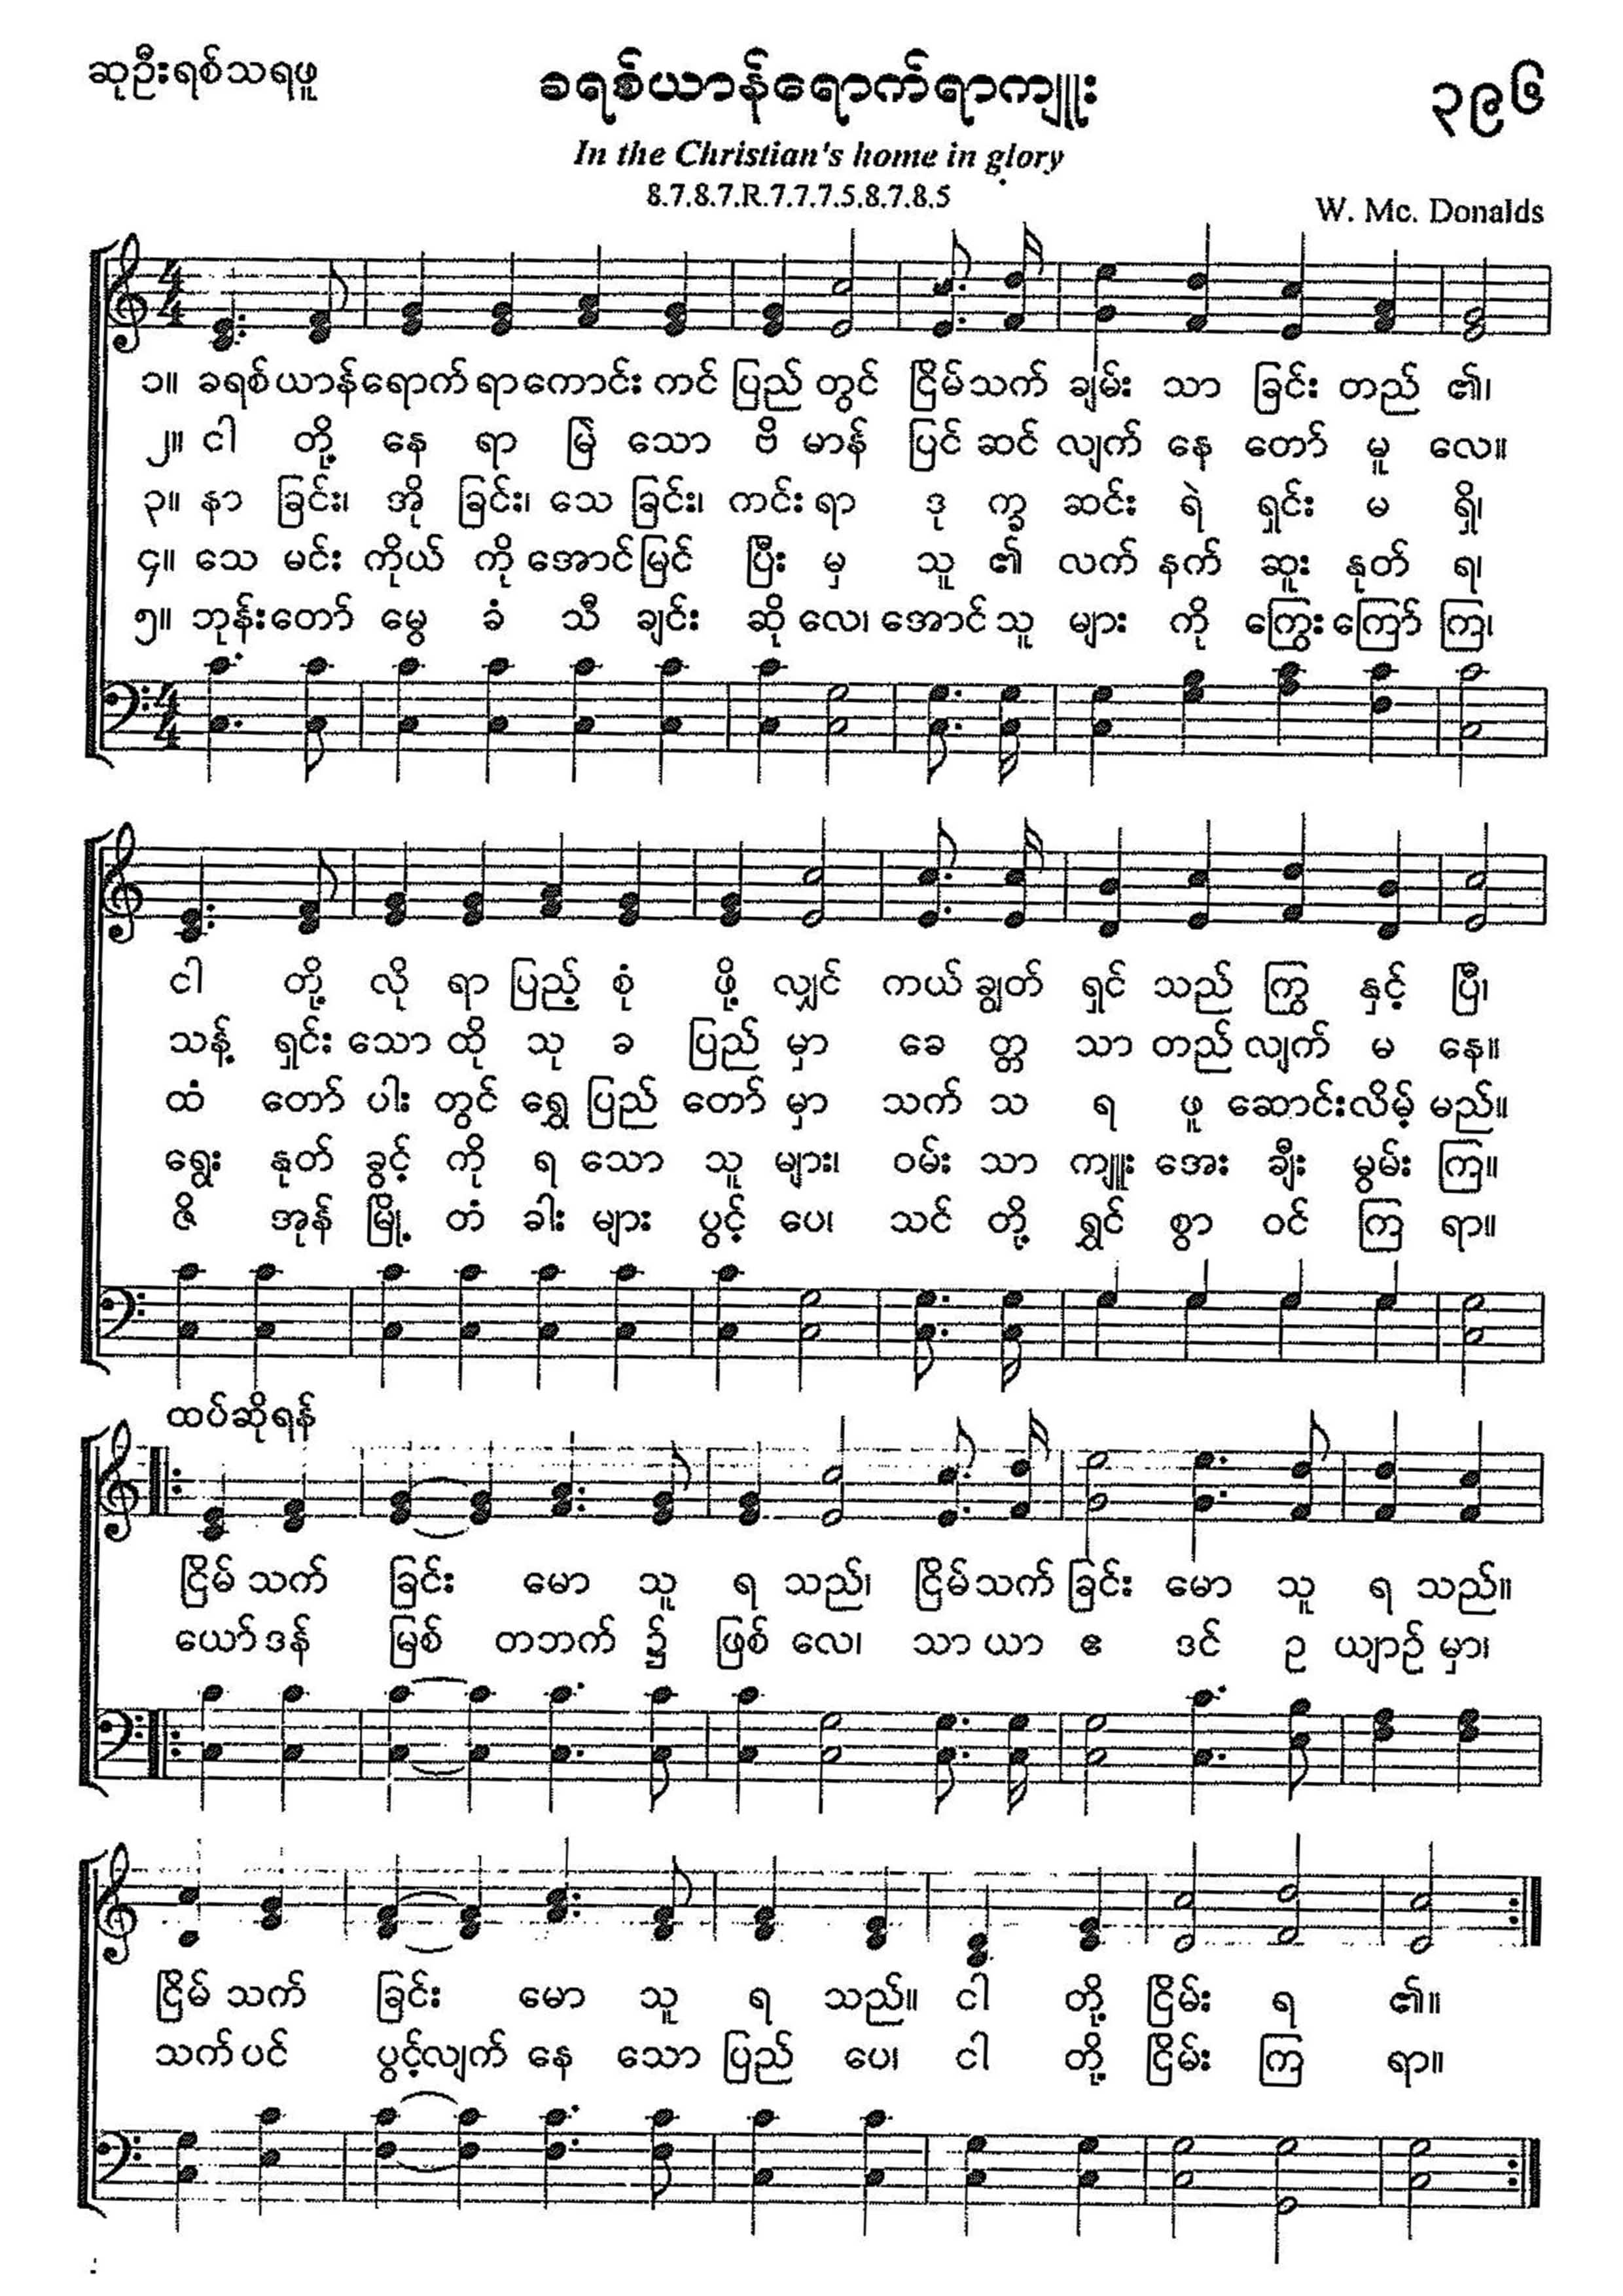 ဆုဦးရစ်သရဖူ
ခရစ်ယာန်ရောက်ရာကျူး
၃၉၆
In the Christian's home in glory
8.7.8.7.R.7.7.7.5.8.7.8.5
W. Mc. Donalds
၁။ ခရစ်ယာန်ရောက်ရာကောင်းကင် ပြည် တွင် ငြိမ်သက် ချမ်း သာ ခြင်း တည် ၏၊
၂။ ငါ တို့ နေ ရာ မြဲ သော ဗိ မာန် ပြင် ဆင် လျက် နေ တော် မူ လေ။
၃။ နာ ခြင်း၊ အို ခြင်း၊ သေ ခြင်း၊ ကင်း ရာ ဒု က္ခ ဆင်း ရဲ ရှင်း မ ရှိ၊
၄။ သေ မင်း ကိုယ် ကို အောင်မြင် ပြီး မှ သူ ၏ လက် နက် ဆူး နုတ် ရ၊
၅။ ဘုန်းတော် မွေ ခံ သီ ချင်း ဆို လေ၊ အောင်သူ များ ကို ကြွေးကြော် ကြ၊
ငါ တို့ လို ရာ ပြည့် စုံ ဖို့ လျှင် ကယ် ချွတ် ရှင် သည် ကြွ နှင့် ပြီ၊
သန့် ရှင်း သော ထို သု ခ ပြည် မှာ ခေ တ္တ သာ တည် လျက် မ နေ။
ထံ တော် ပါး တွင် ရွှေ ပြည် တော် မှာ သက် သ ရ ဖူ ဆောင်းလိမ့် မည်။
ရွေး နုတ် ခွင့် ကို ရ သော သူ များ၊ ဝမ်း သာ ကျူး အေး ချီး မွမ်း ကြ။
ဇိ အုန် မြို့ တံ ခါး များ ပွင့် ပေ၊ သင် တို့ ရွှင် စွာ ဝင် ကြ ရာ။
ထပ်ဆိုရန်
ငြိမ် သက် ခြင်း မော သူ ရ သည်၊ ငြိမ်သက် ခြင်း မော သူ ရ သည်။
ယော်ဒန် မြစ် တဘက် ၌ ဖြစ် လေ၊ သာ ယာ ဧ ဒင် ဥ ယျာဉ် မှာ၊
ငြိမ် သက် ခြင်း မော သူ ရ သည်။ ငါ တို့ ငြိမ်း ရ ၏။
သက်ပင် ပွင့်လျက် နေ သော ပြည် ပေ၊ ငါ တို့ ငြိမ်း ကြ ရာ။